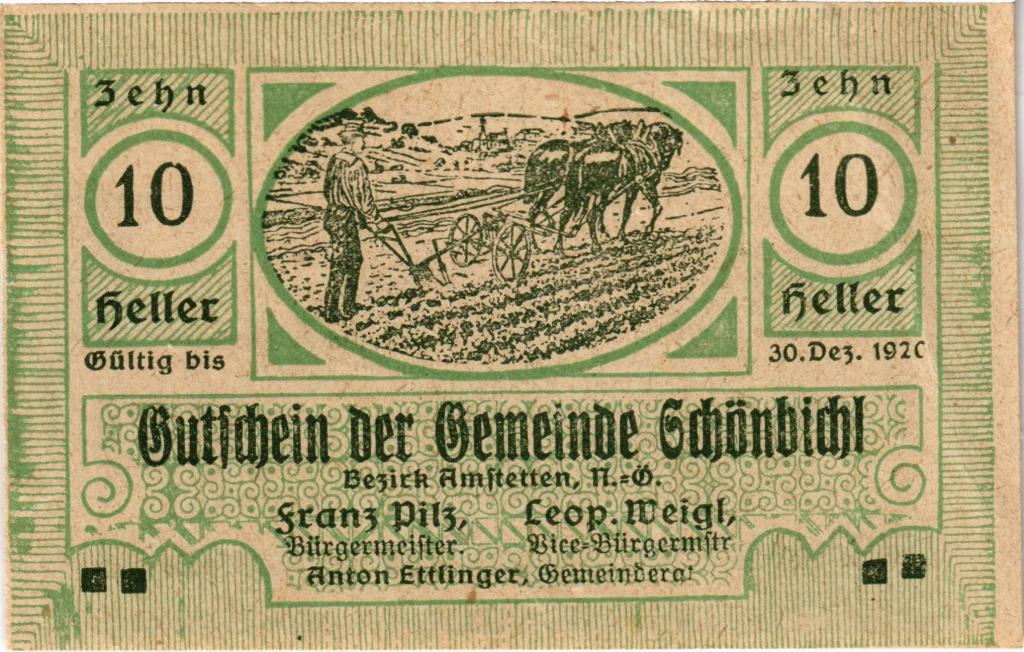 Zehn
10
Heller
Gültig bis
Zehn
10
Heller
30. Dez. 1920
Gutschein der Gemeinde Schönbichl
Bezirk Amstetten, N.=Ö.
Franz Pilz, Leop. Weigl,
Bürgermeister. Vice=Bürgermstr
Anton Ettlinger, Gemeinderat